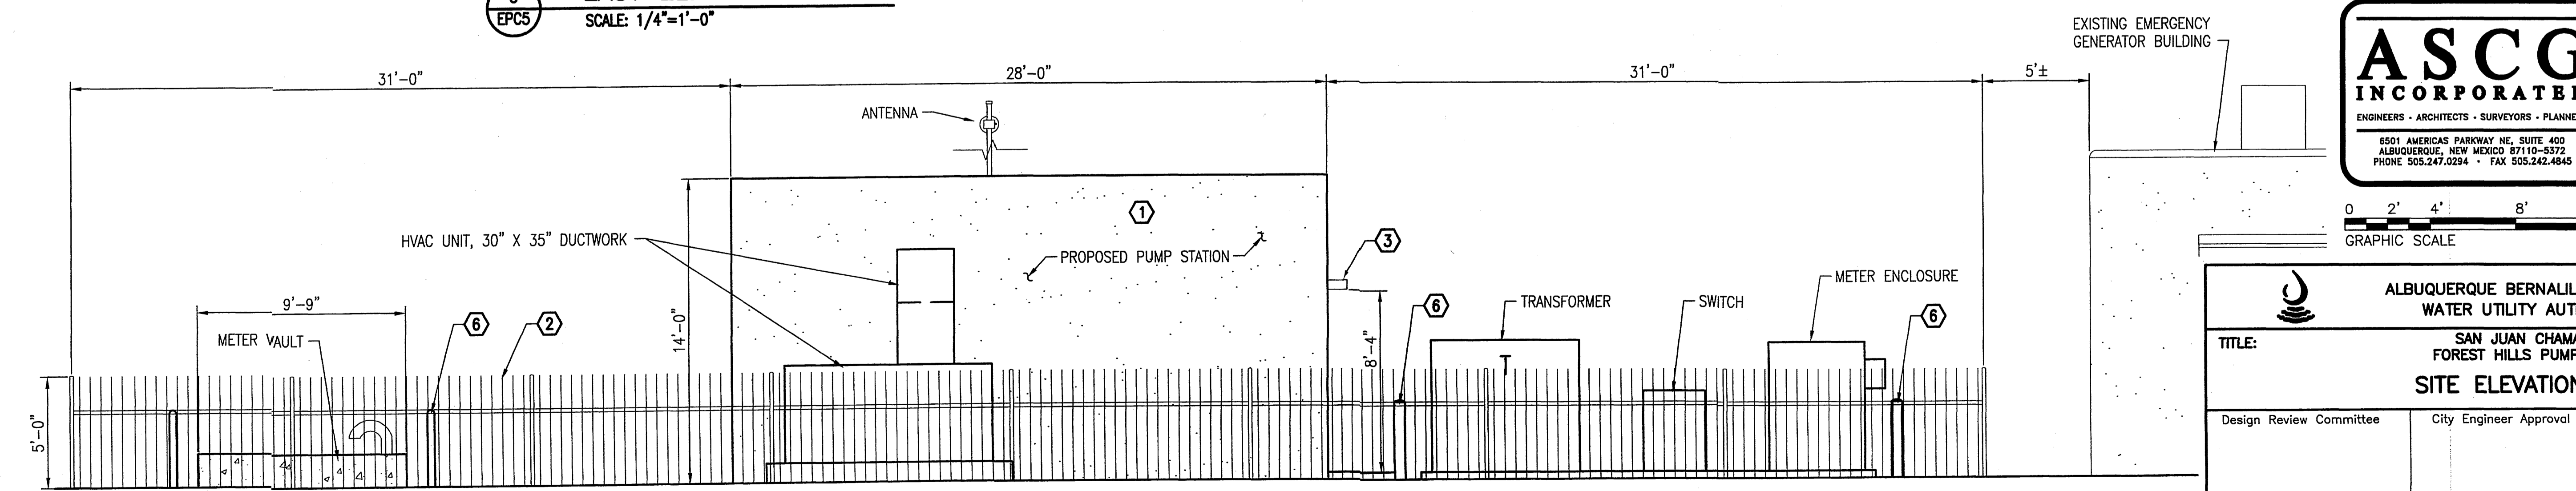 EPC5
SCALE: 1/4"=1'-0"
EXISTING EMERGENCY
GENERATOR BUILDING
31'-0"
28'-0"
31'-0"
5'±
ANTENNA
1
HVAC UNIT, 30" X 35" DUCTWORK
PROPOSED PUMP STATION
3
METER ENCLOSURE
14'-0"
9'-9"
METER VAULT
6
2
8'-4"
6
TRANSFORMER
SWITCH
6
5'-0"
ASCG
INCORPORATED
ENGINEERS · ARCHITECTS · SURVEYORS · PLANNE
6501 AMERICAS PARKWAY NE, SUITE 400
ALBUQUERQUE, NEW MEXICO 87110-5372
PHONE 505.247.0294 · FAX 505.242.4845
0 2' 4' 8'
GRAPHIC SCALE
ALBUQUERQUE BERNALIL
WATER UTILITY AUT
TITLE:
SAN JUAN CHAMA
FOREST HILLS PUMP
SITE ELEVATION
Design Review Committee
City Engineer Approval